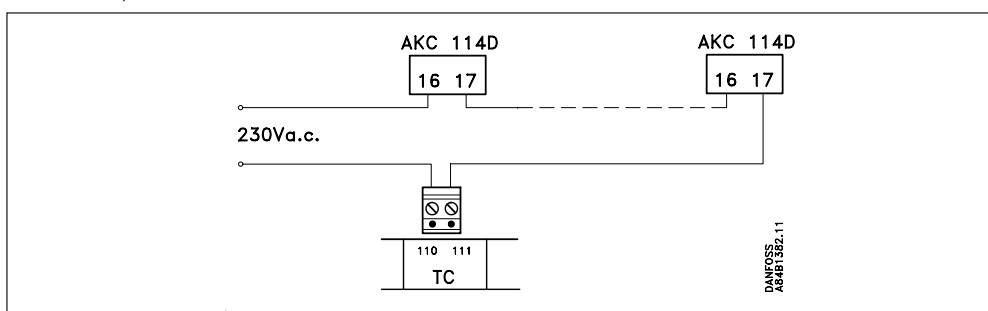 AKC 114D
16 17
AKC 114D
16 17
230Va.c.
110 111
TC
DANFOSS
A84B1382.11